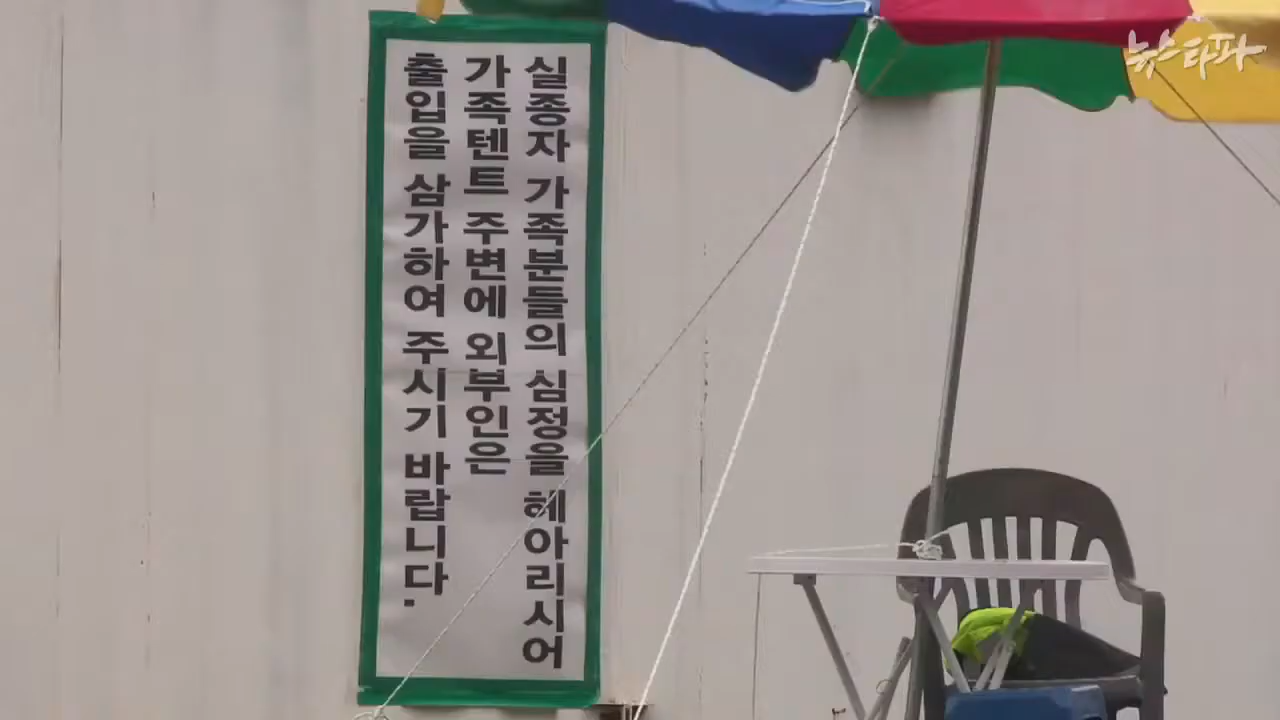 실종자 가족분들의 심정을 헤아리시어
가족텐트 주변에 외부인은
출입을 삼가하여 주시기 바랍니다.
뉴스타파